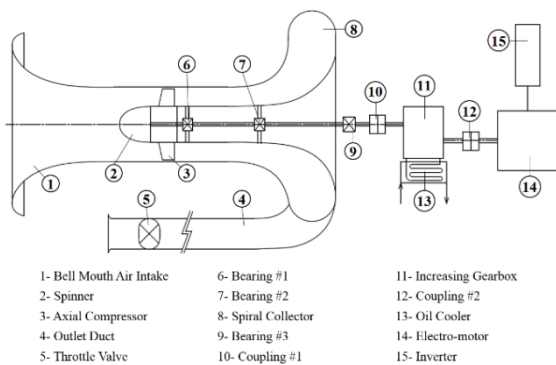 6
7
8
15
10
11
12
9
1
2
3
5
4
13
14
1- Bell Mouth Air Intake
2- Spinner
3- Axial Compressor
4- Outlet Duct
5- Throttle Valve
6- Bearing #1
7- Bearing #2
8- Spiral Collector
9- Bearing #3
10- Coupling #1
11- Increasing Gearbox
12- Coupling #2
13- Oil Cooler
14- Electro-motor
15- Inverter